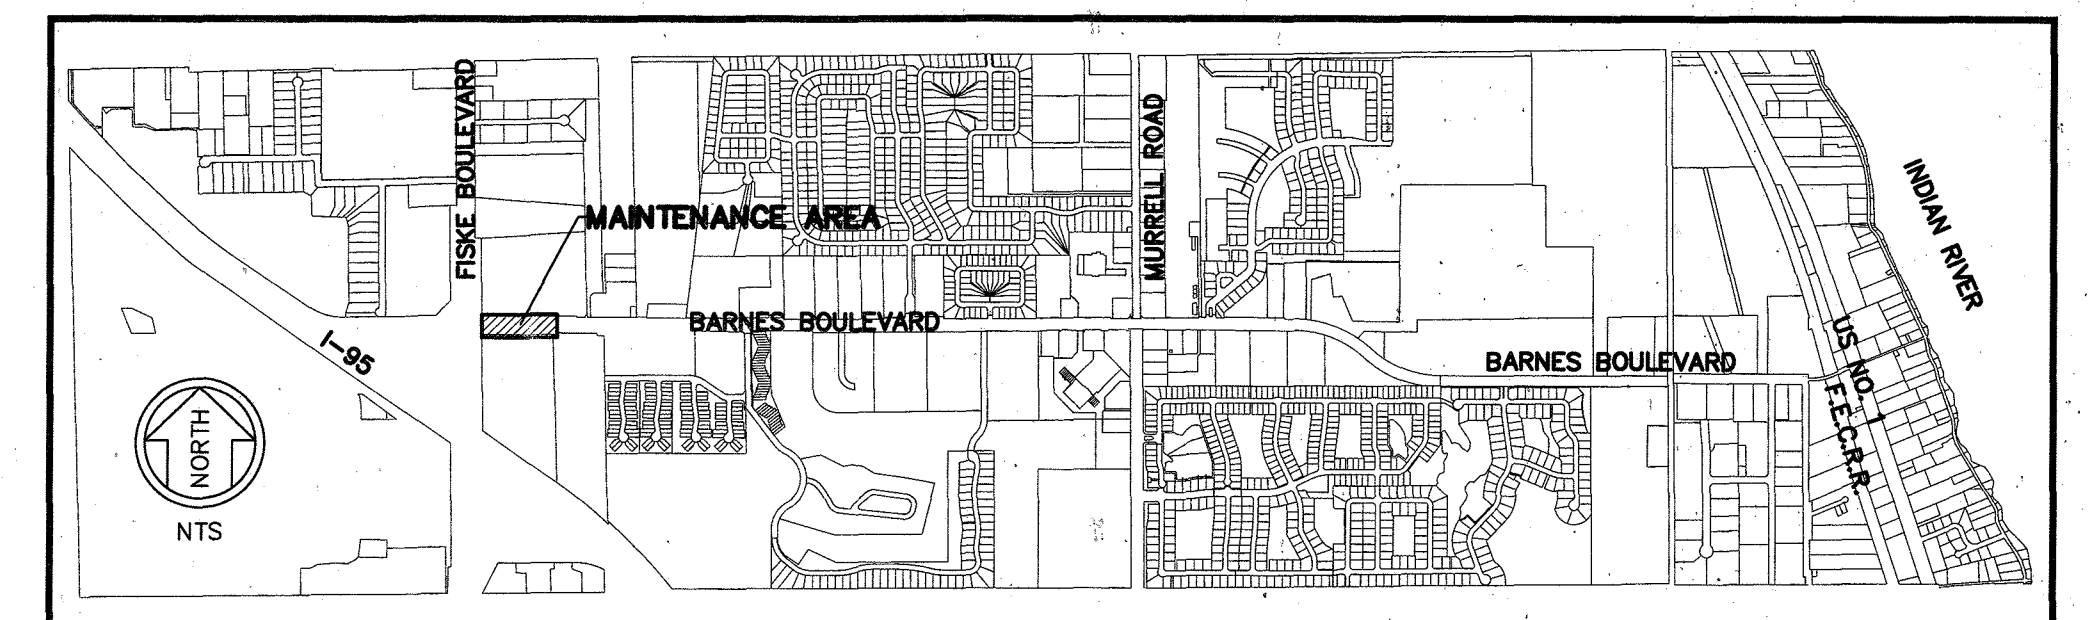 FISKE BOULEVARD
MAINTENANCE AREA
MURRELL ROAD
INDIAN RIVER
BARNES BOULEVARD
I-95
BARNES BOULEVARD
US NO. 1
F.E.C.R.R.
NORTH
NTS